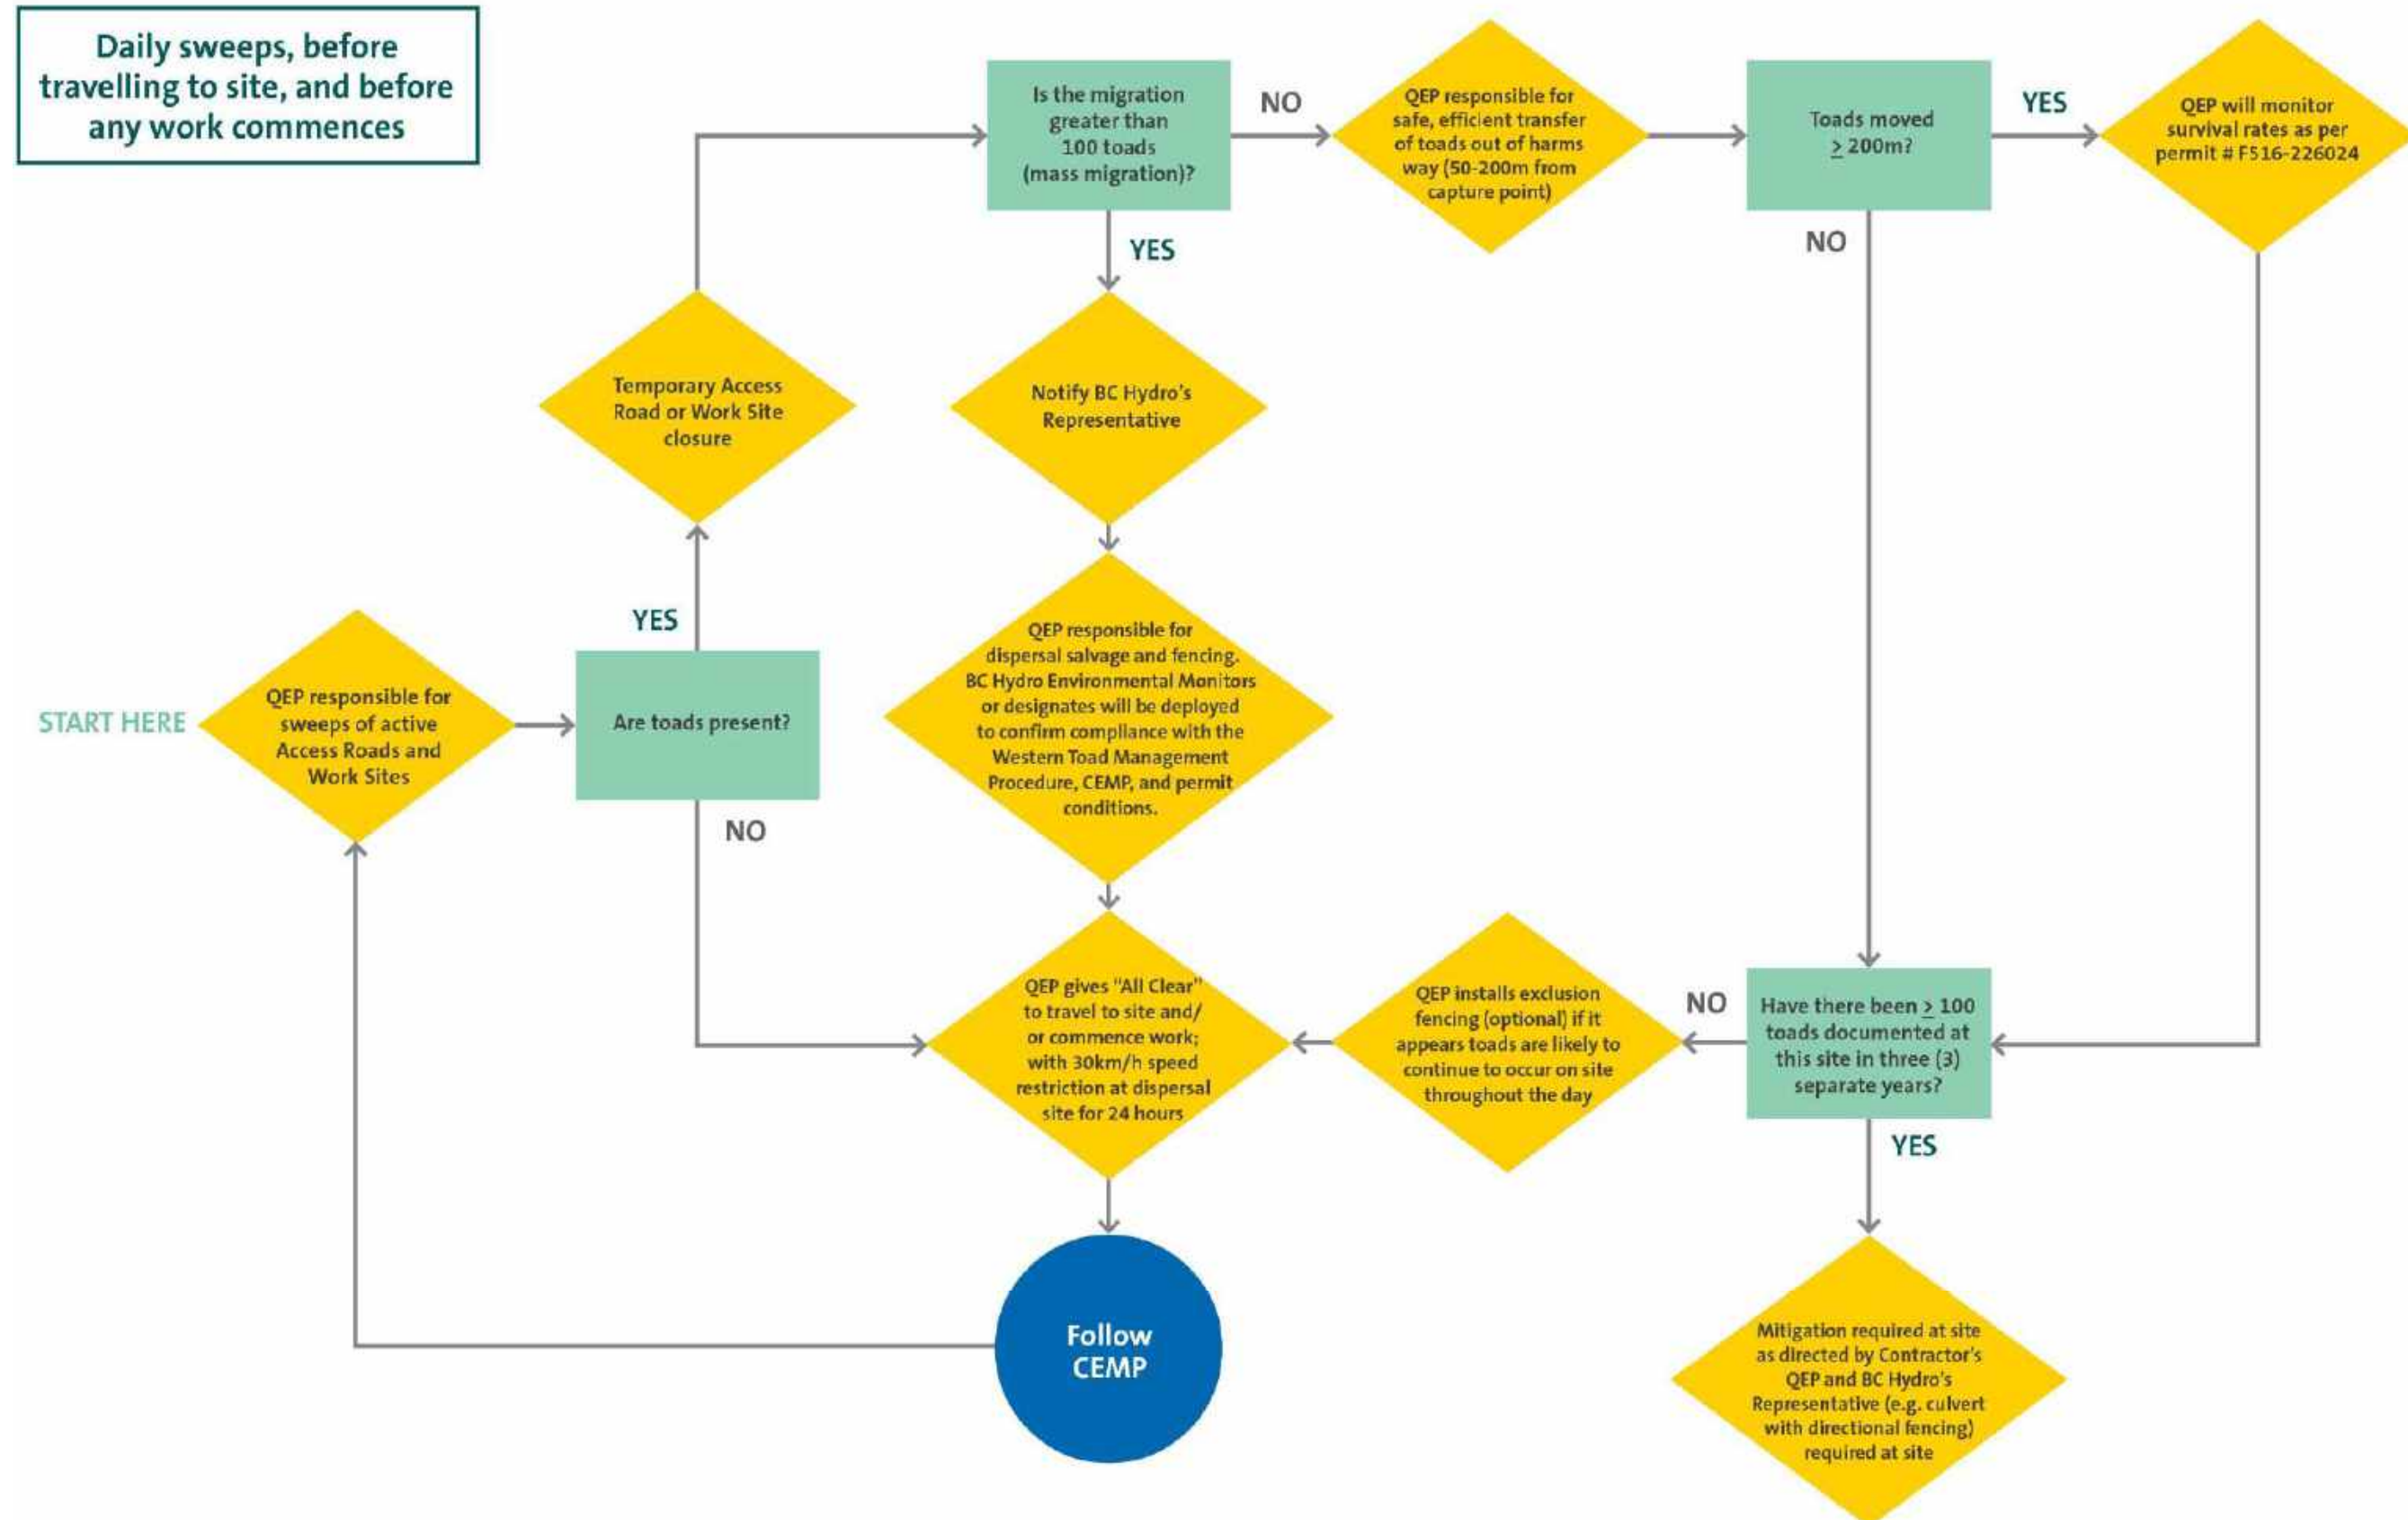 Daily sweeps, before
travelling to site, and before
any work commences
START HERE
QEP responsible for
sweeps of active
Access Roads and
Work Sites
Are toads present?
YES
NO
Temporary Access
Road or Work Site
closure
Is the migration
greater than
100 toads
(mass migration)?
NO
YES
QEP responsible for
safe, efficient transfer
of toads out of harms
way (50-200m from
capture point)
Toads moved
≥ 200m?
YES
NO
QEP will monitor
survival rates as per
permit # F516-226024
Notify BC Hydro's
Representative
QEP responsible for
dispersal salvage and fencing.
BC Hydro Environmental Monitors
or designates will be deployed
to confirm compliance with the
Western Toad Management
Procedure, CEMP, and permit
conditions.
QEP gives "All Clear"
to travel to site and/
or commence work;
with 30km/h speed
restriction at dispersal
site for 24 hours
QEP installs exclusion
fencing (optional) if it
appears toads are likely to
continue to occur on site
throughout the day
NO
Have there been ≥ 100
toads documented at
this site in three (3)
separate years?
YES
Follow
CEMP
Mitigation required at site
as directed by Contractor's
QEP and BC Hydro's
Representative (e.g. culvert
with directional fencing)
required at site